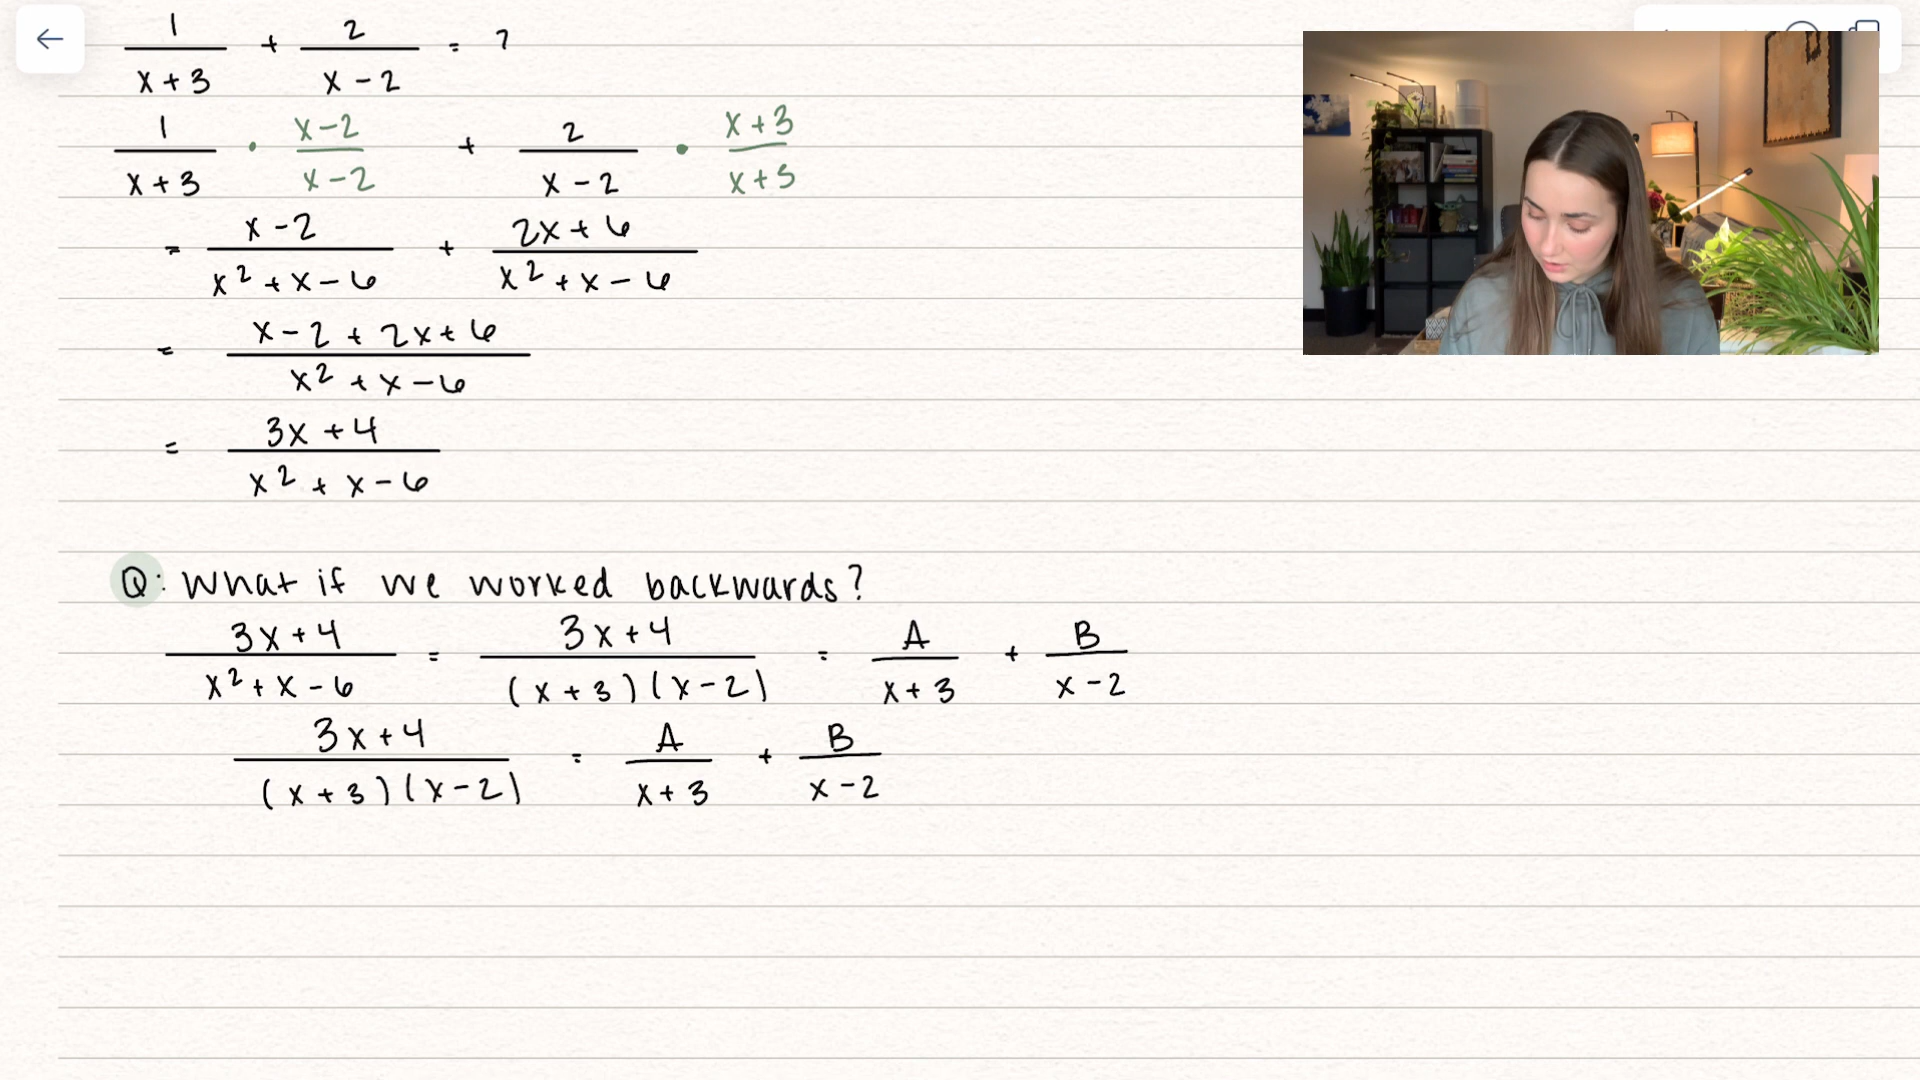 1/(x+3) + 2/(x-2) = ?
1/(x+3) · (x-2)/(x-2) + 2/(x-2) · (x+3)/(x+3)
= (x-2)/(x²+x-6) + (2x+6)/(x²+x-6)
= (x-2+2x+6)/(x²+x-6)
= (3x+4)/(x²+x-6)
Q: What if we worked backwards?
(3x+4)/(x²+x-6) = (3x+4)/((x+3)(x-2)) = A/(x+3) + B/(x-2)
(3x+4)/((x+3)(x-2)) = A/(x+3) + B/(x-2)